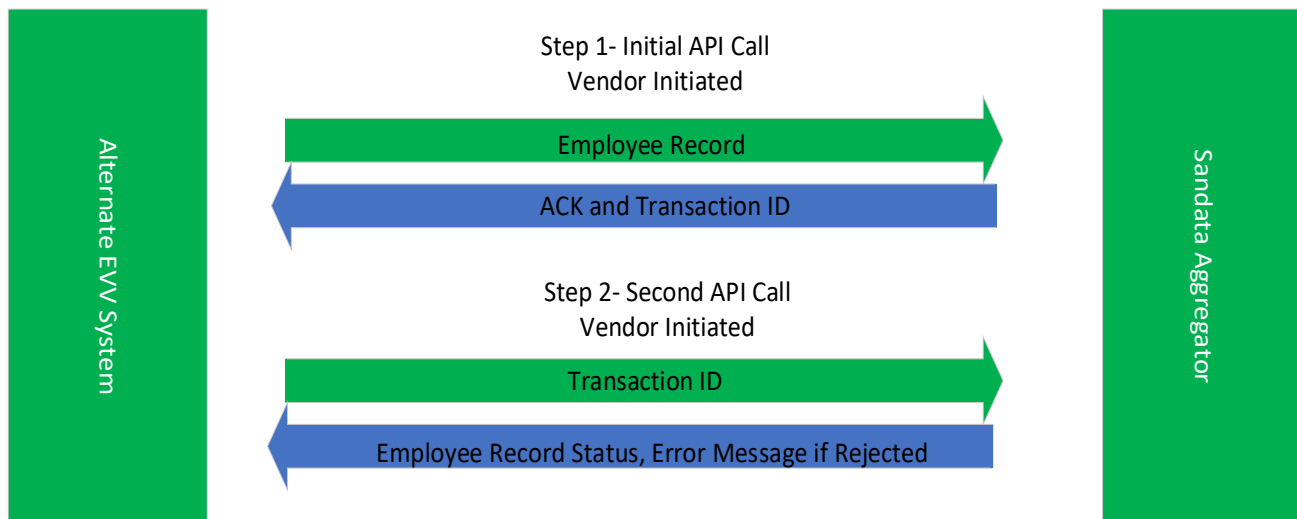 Alternate EVV System
Step 1- Initial API Call
Vendor Initiated
Employee Record
ACK and Transaction ID
Step 2- Second API Call
Vendor Initiated
Transaction ID
Employee Record Status, Error Message if Rejected
Sandata Aggregator